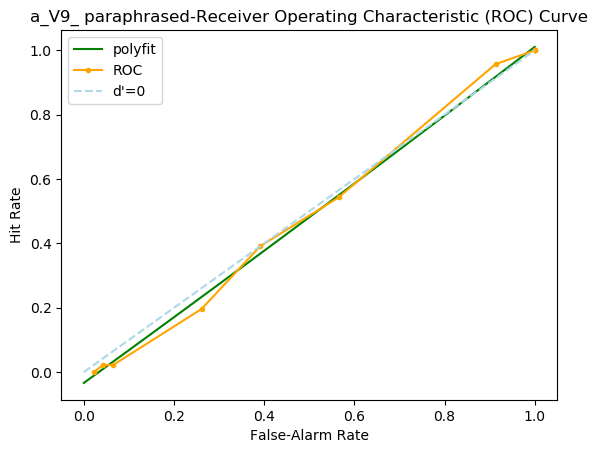 a_V9_ paraphrased-Receiver Operating Characteristic (ROC) Curve
polyfit
ROC
d'=0
1.0
0.8
0.6
0.4
0.2
0.0
Hit Rate
0.0 0.2 0.4 0.6 0.8 1.0
False-Alarm Rate